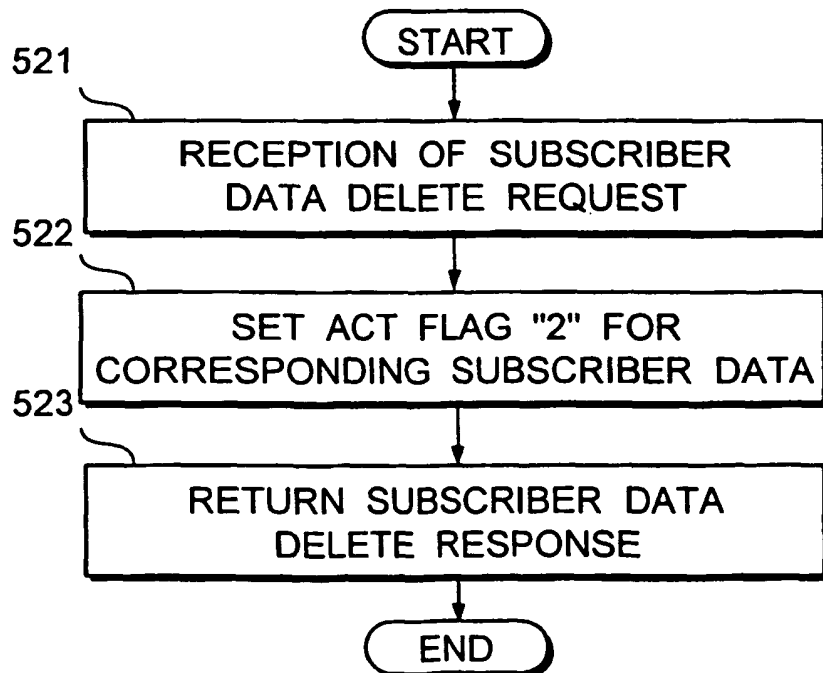 START
521
RECEPTION OF SUBSCRIBER
DATA DELETE REQUEST
522
SET ACT FLAG "2" FOR
CORRESPONDING SUBSCRIBER DATA
523
RETURN SUBSCRIBER DATA
DELETE RESPONSE
END